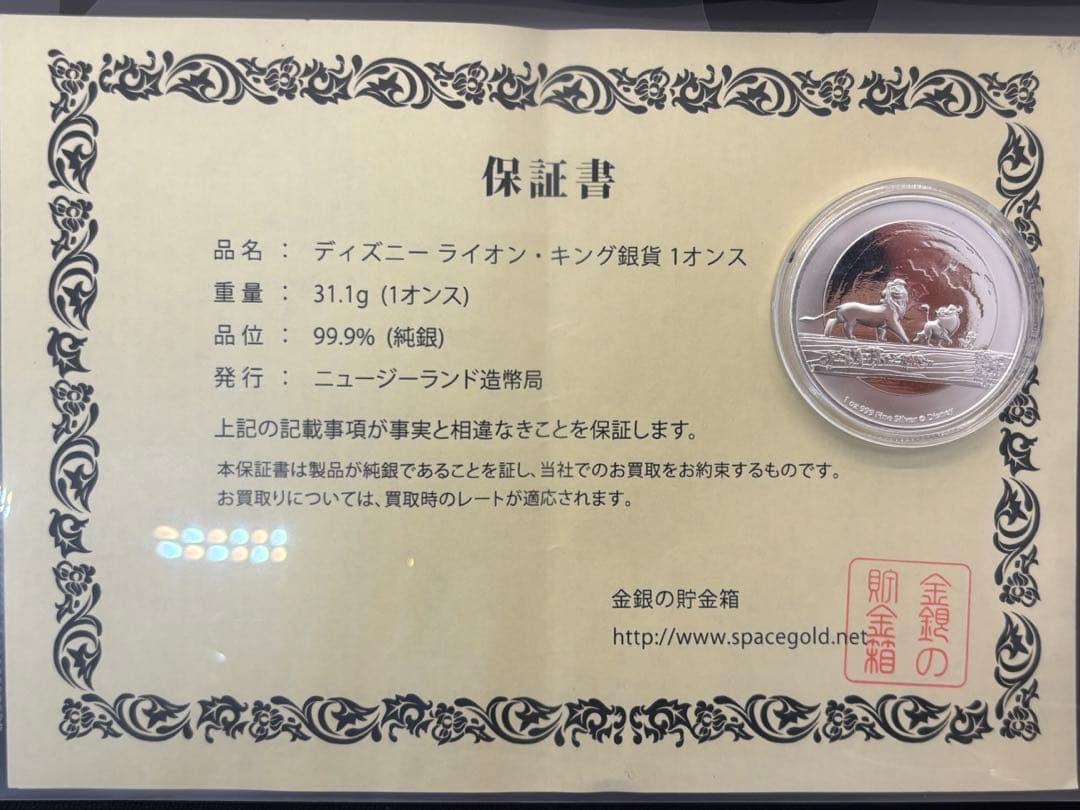 保証書
品名 ： ディズニー ライオン・キング銀貨 1オンス
重量 ： 31.1g (1オンス)
品位 ： 99.9% (純銀)
発行 ： ニュージーランド造幣局
上記の記載事項が事実と相違なきことを保証します。
本保証書は製品が純銀であることを証し、当社でのお買取をお約束するものです。
お買取りについては、買取時のレートが適応されます。
金銀の貯金箱
http://www.spacegold.net
金銀の
貯金箱
1 oz 999 Fine Silver © Disney